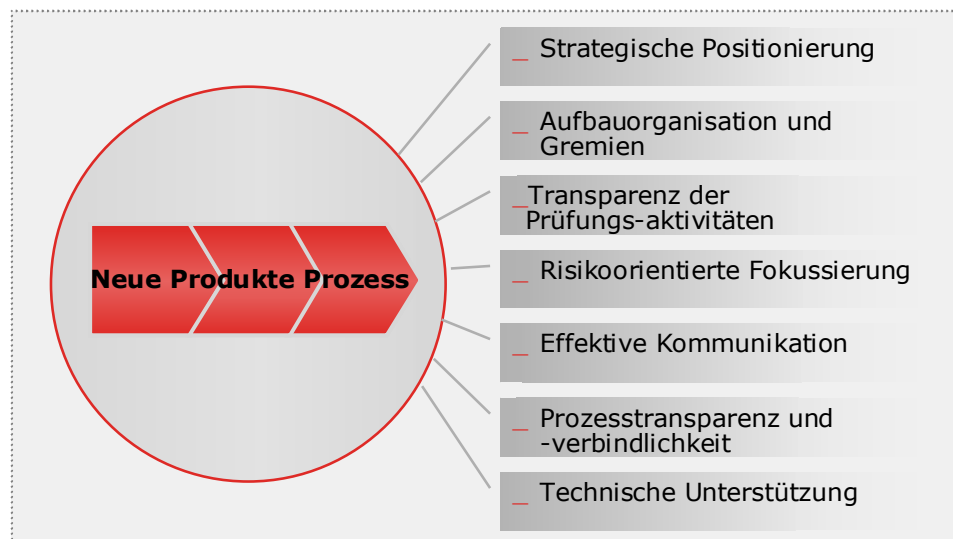 _ Strategische Positionierung
_ Aufbauorganisation und
Gremien
_Transparenz der
Prüfungs-aktivitäten
Neue Produkte Prozess
_ Risikoorientierte Fokussierung
_ Effektive Kommunikation
_ Prozesstransparenz und
-verbindlichkeit
_ Technische Unterstützung